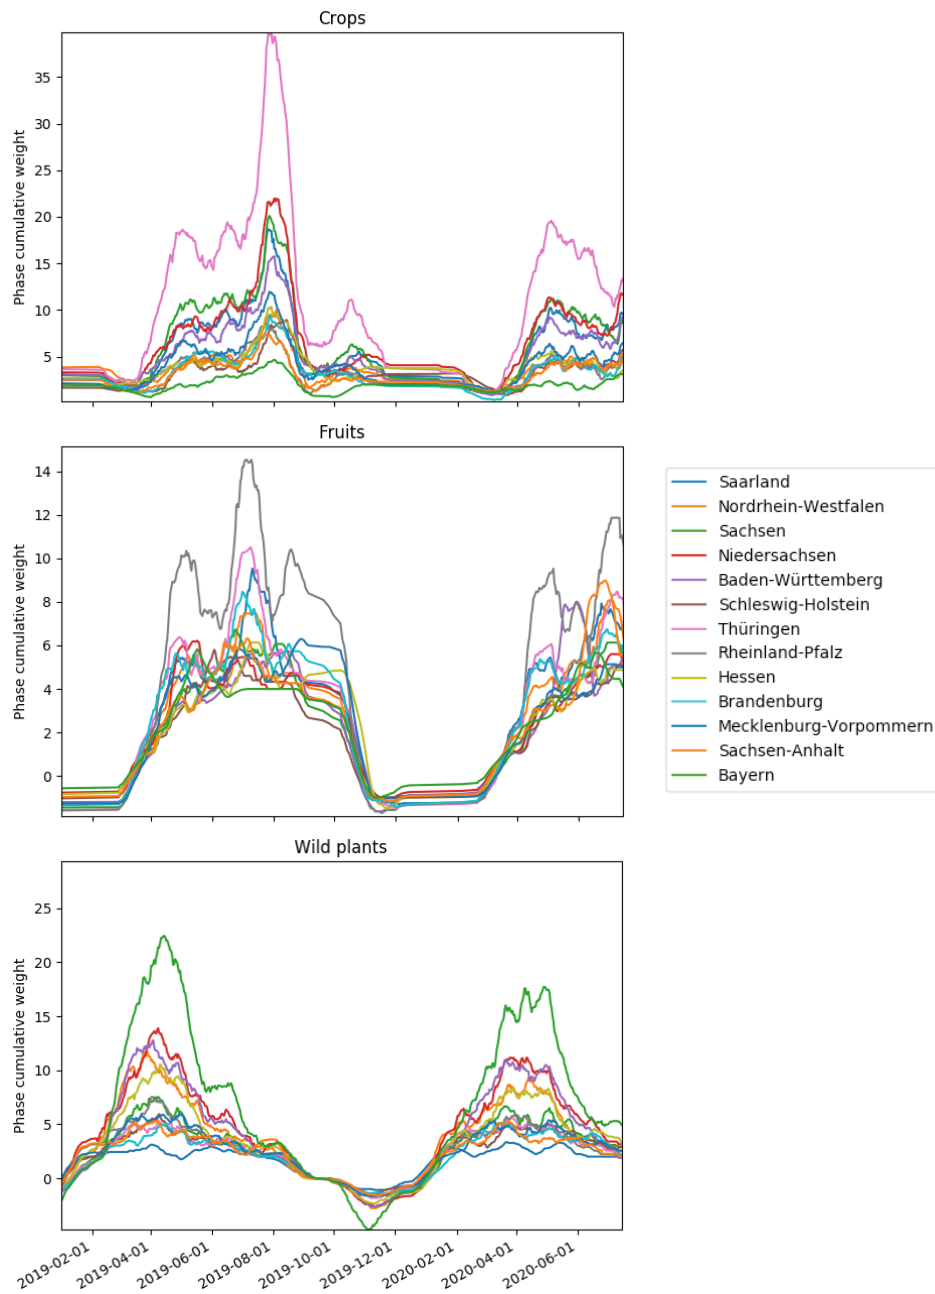 Crops
Phase cumulative weight
35
30
25
20
15
10
5
Fruits
Phase cumulative weight
14
12
10
8
6
4
2
0
Saarland
Nordrhein-Westfalen
Sachsen
Niedersachsen
Baden-Württemberg
Schleswig-Holstein
Thüringen
Rheinland-Pfalz
Hessen
Brandenburg
Mecklenburg-Vorpommern
Sachsen-Anhalt
Bayern
Wild plants
Phase cumulative weight
25
20
15
10
5
0
2019-02-01
2019-04-01
2019-06-01
2019-08-01
2019-10-01
2019-12-01
2020-02-01
2020-04-01
2020-06-01